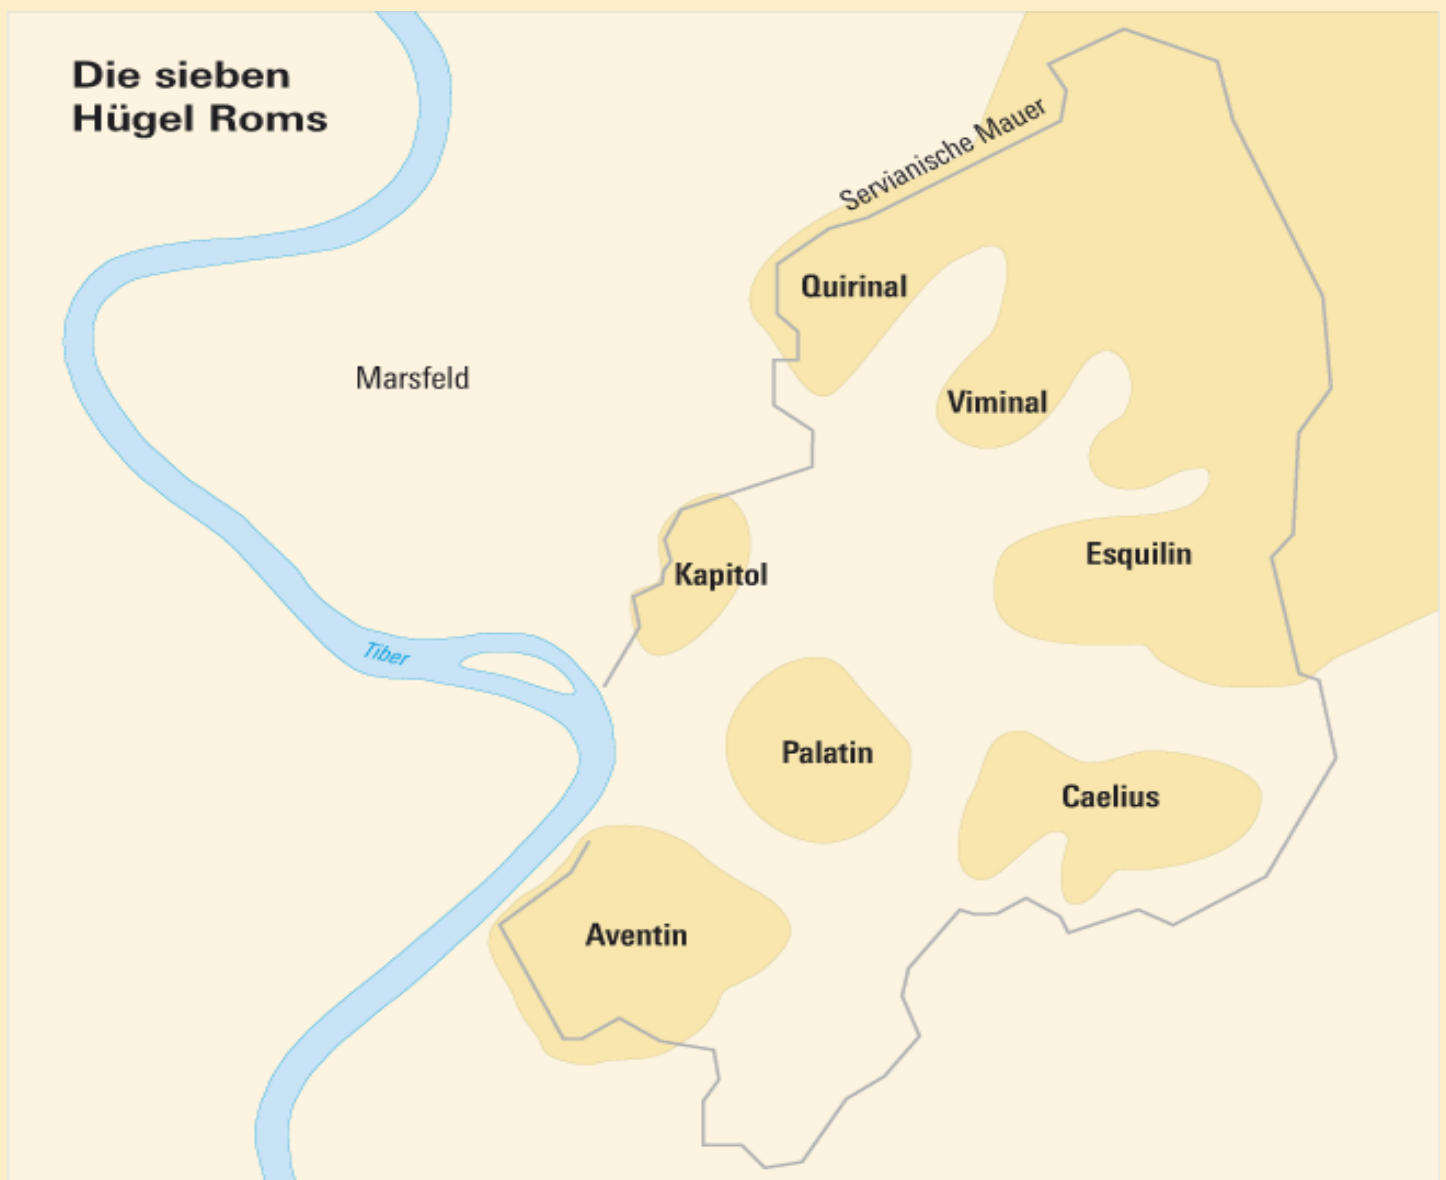 Die sieben
Hügel Roms
Servianische Mauer
Quirinal
Marsfeld
Viminal
Esquilin
Kapitol
Tiber
Palatin
Caelius
Aventin